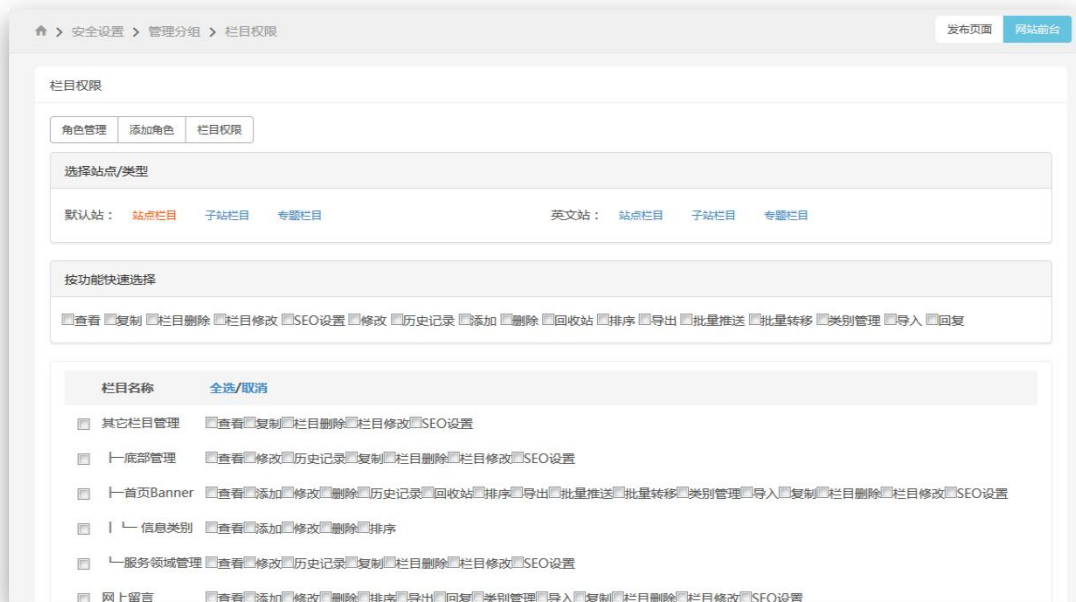 安全设置 > 管理分组 > 栏目权限 发布页面 网站前台
栏目权限
角色管理 添加角色 栏目权限
选择站点/类型
默认站： 站点栏目 子站栏目 专题栏目 英文站： 站点栏目 子站栏目 专题栏目
按功能快速选择
查看 复制 栏目删除 栏目修改 SEO设置 修改 历史记录 添加 删除 回收站 排序 导出 批量推送 批量转移 类别管理 导入 回复
栏目名称 全选/取消
其它栏目管理 查看 复制 栏目删除 栏目修改 SEO设置
├─底部管理 查看 修改 历史记录 复制 栏目删除 栏目修改 SEO设置
├─首页Banner 查看 添加 修改 删除 历史记录 回收站 排序 导出 批量推送 批量转移 类别管理 导入 复制 栏目删除 栏目修改 SEO设置
| └─ 信息类别 查看 添加 修改 删除 排序
└─服务领域管理 查看 修改 历史记录 复制 栏目删除 栏目修改 SEO设置
网上留言 查看 添加 修改 删除 排序 导出 回复 类别管理 导入 复制 栏目删除 栏目修改 SEO设置